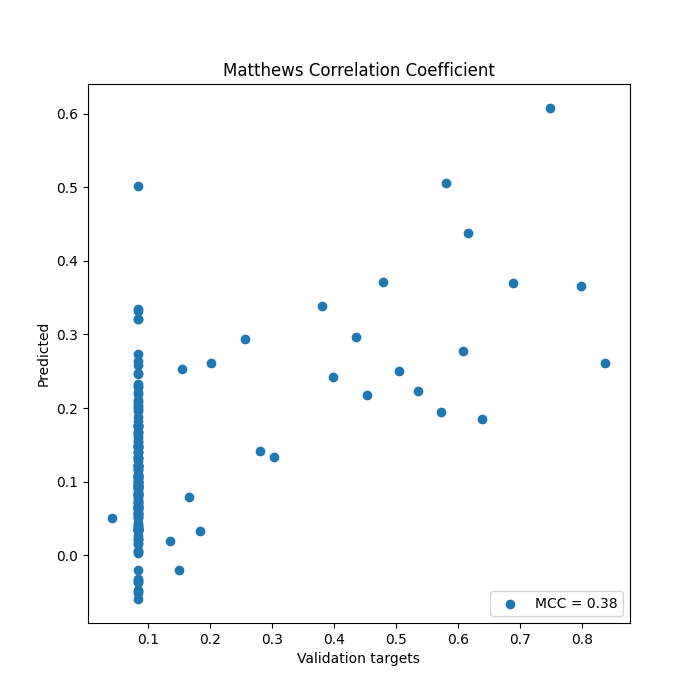 Matthews Correlation Coefficient
0.6
0.5
0.4
0.3
0.2
0.1
0.0
Predicted
MCC = 0.38
0.1 0.2 0.3 0.4 0.5 0.6 0.7 0.8
Validation targets